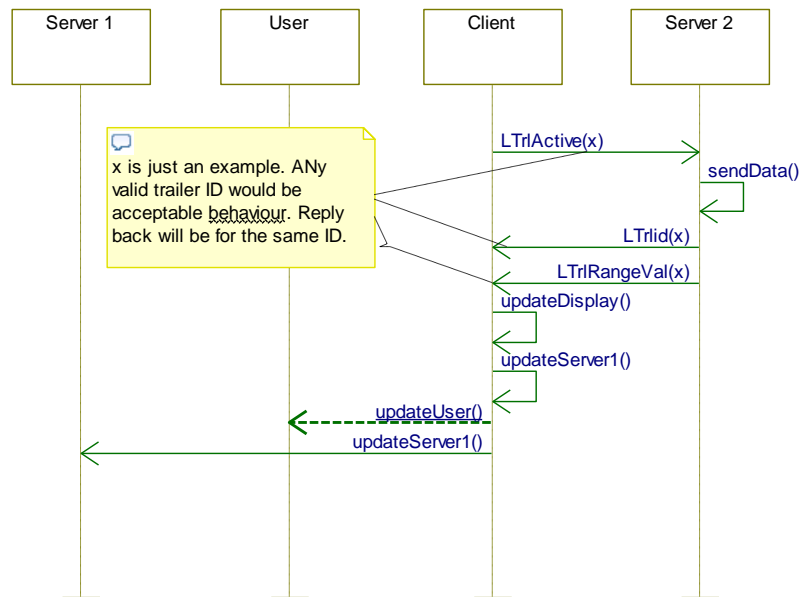 Server 1
User
Client
Server 2
x is just an example. ANy
valid trailer ID would be
acceptable behaviour. Reply
back will be for the same ID.
LTrlActive(x)
sendData()
LTrlid(x)
LTrlRangeVal(x)
updateDisplay()
updateServer1()
updateUser()
updateServer1()